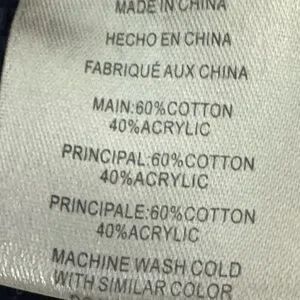 MADE IN CHINA
HECHO EN CHINA
FABRIQUÉ AUX CHINA
MAIN:60%COTTON
40%ACRYLIC
PRINCIPAL:60%COTTON
40%ACRYLIC
PRINCIPALE:60%COTTON
40%ACRYLIC
MACHINE WASH COLD
WITH SIMILAR COLOR